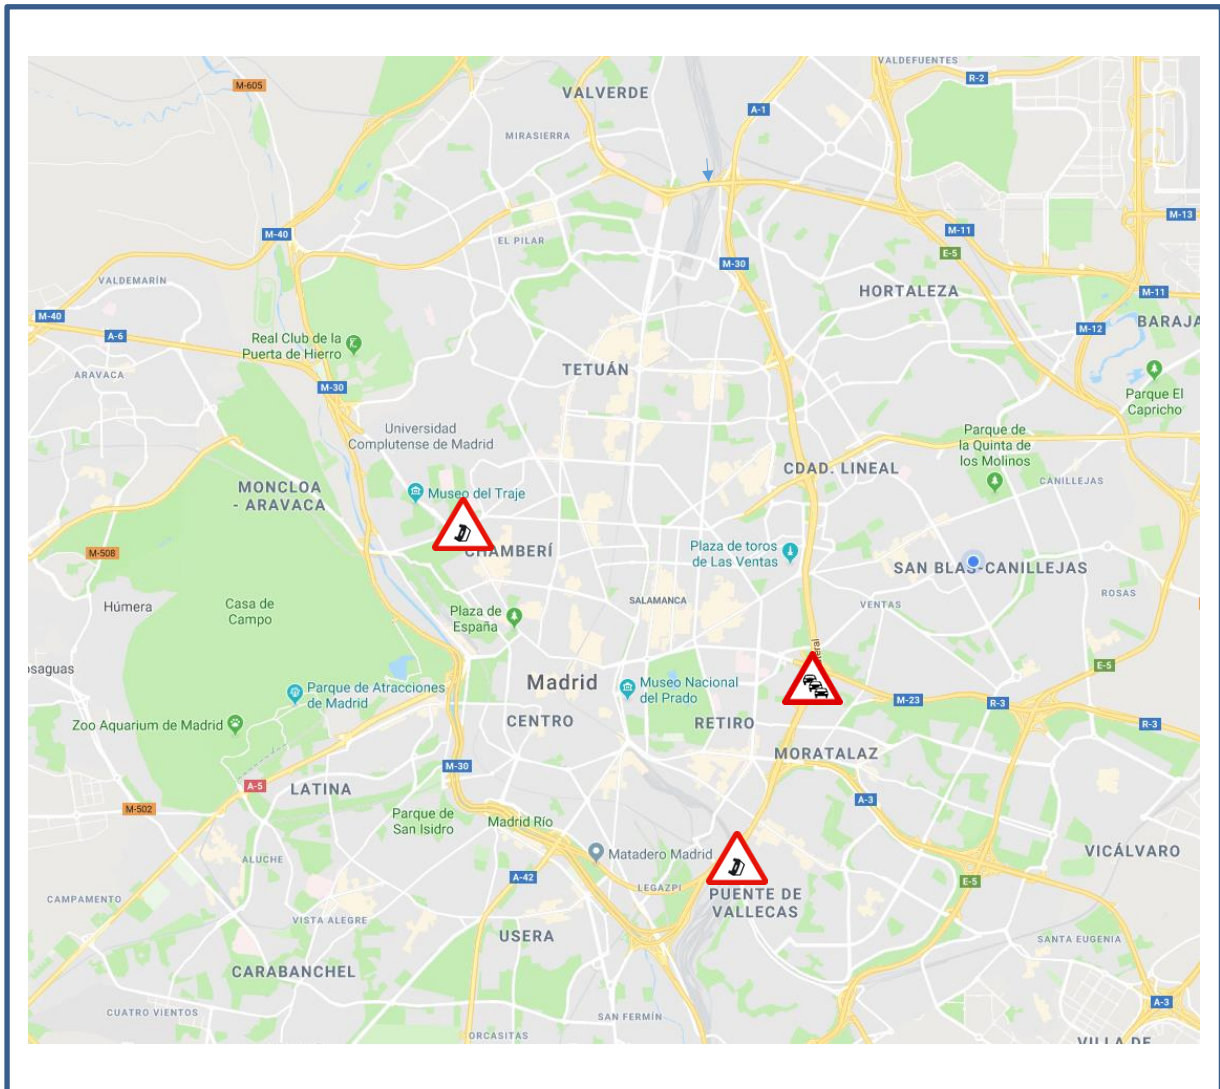 VALDEFUENTES
M-605
R-2
VALVERDE
A-1
MIRASIERRA
M-13
M-40
EL PILAR
M-11
E-5
M-30
VALDEMARÍN
HORTALEZA
M-11
M-40
BARAJA
M-12
A-6
Real Club de la
Puerta de Hierro
TETUÁN
ARAVACA
M-30
Parque El
Capricho
Universidad
Complutense de Madrid
Parque de
la Quinta de
los Molinos
CDAD. LINEAL
CANILLEJAS
MONCLOA
- ARAVACA
Museo del Traje
M-508
CHAMBERÍ
Plaza de toros
de Las Ventas
SAN BLAS-CANILLEJAS
ROSAS
Húmera
Casa de
Campo
Plaza de
España
SALAMANCA
VENTAS
osaguas
E-5
Parque de Atracciones
de Madrid
Madrid
Museo Nacional
del Prado
M-23
R-3
Zoo Aquarium de Madrid
CENTRO
RETIRO
R-3
MORATALAZ
M-30
A-5
LATINA
M-502
A-3
Parque de
San Isidro
Madrid Río
Matadero Madrid
VICÁLVARO
ALUCHE
A-42
LEGAZPI
E-5
CAMPAMENTO
PUENTE DE
VALLECAS
VISTA ALEGRE
USERA
SANTA EUGENIA
CARABANCHEL
A-3
CUATRO VIENTOS
SAN FERMÍN
ORCASITAS
VILLA DE